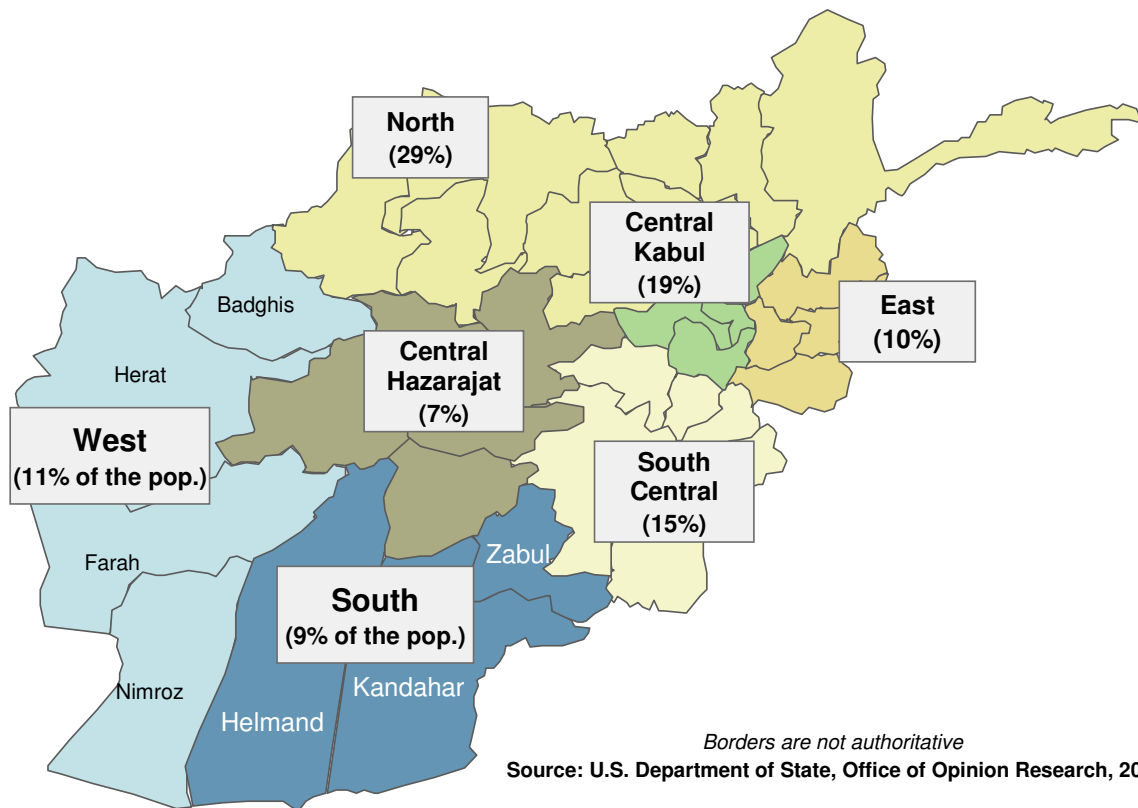 North
(29%)
Central
Kabul
(19%)
Badghis
East
(10%)
Herat
Central
Hazarajat
(7%)
West
(11% of the pop.)
South
Central
(15%)
Farah
Zabul
South
(9% of the pop.)
Nimroz
Kandahar
Helmand
Borders are not authoritative
Source: U.S. Department of State, Office of Opinion Research, 20